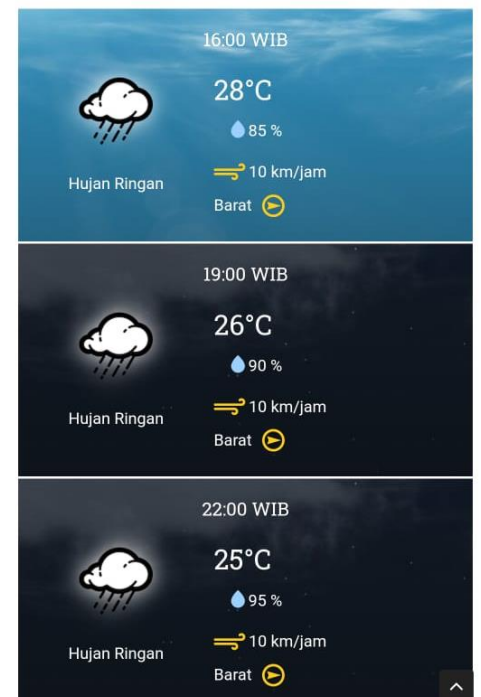 16:00 WIB
28°C
85 %
Hujan Ringan
10 km/jam
Barat
19:00 WIB
26°C
90 %
Hujan Ringan
10 km/jam
Barat
22:00 WIB
25°C
95 %
Hujan Ringan
10 km/jam
Barat